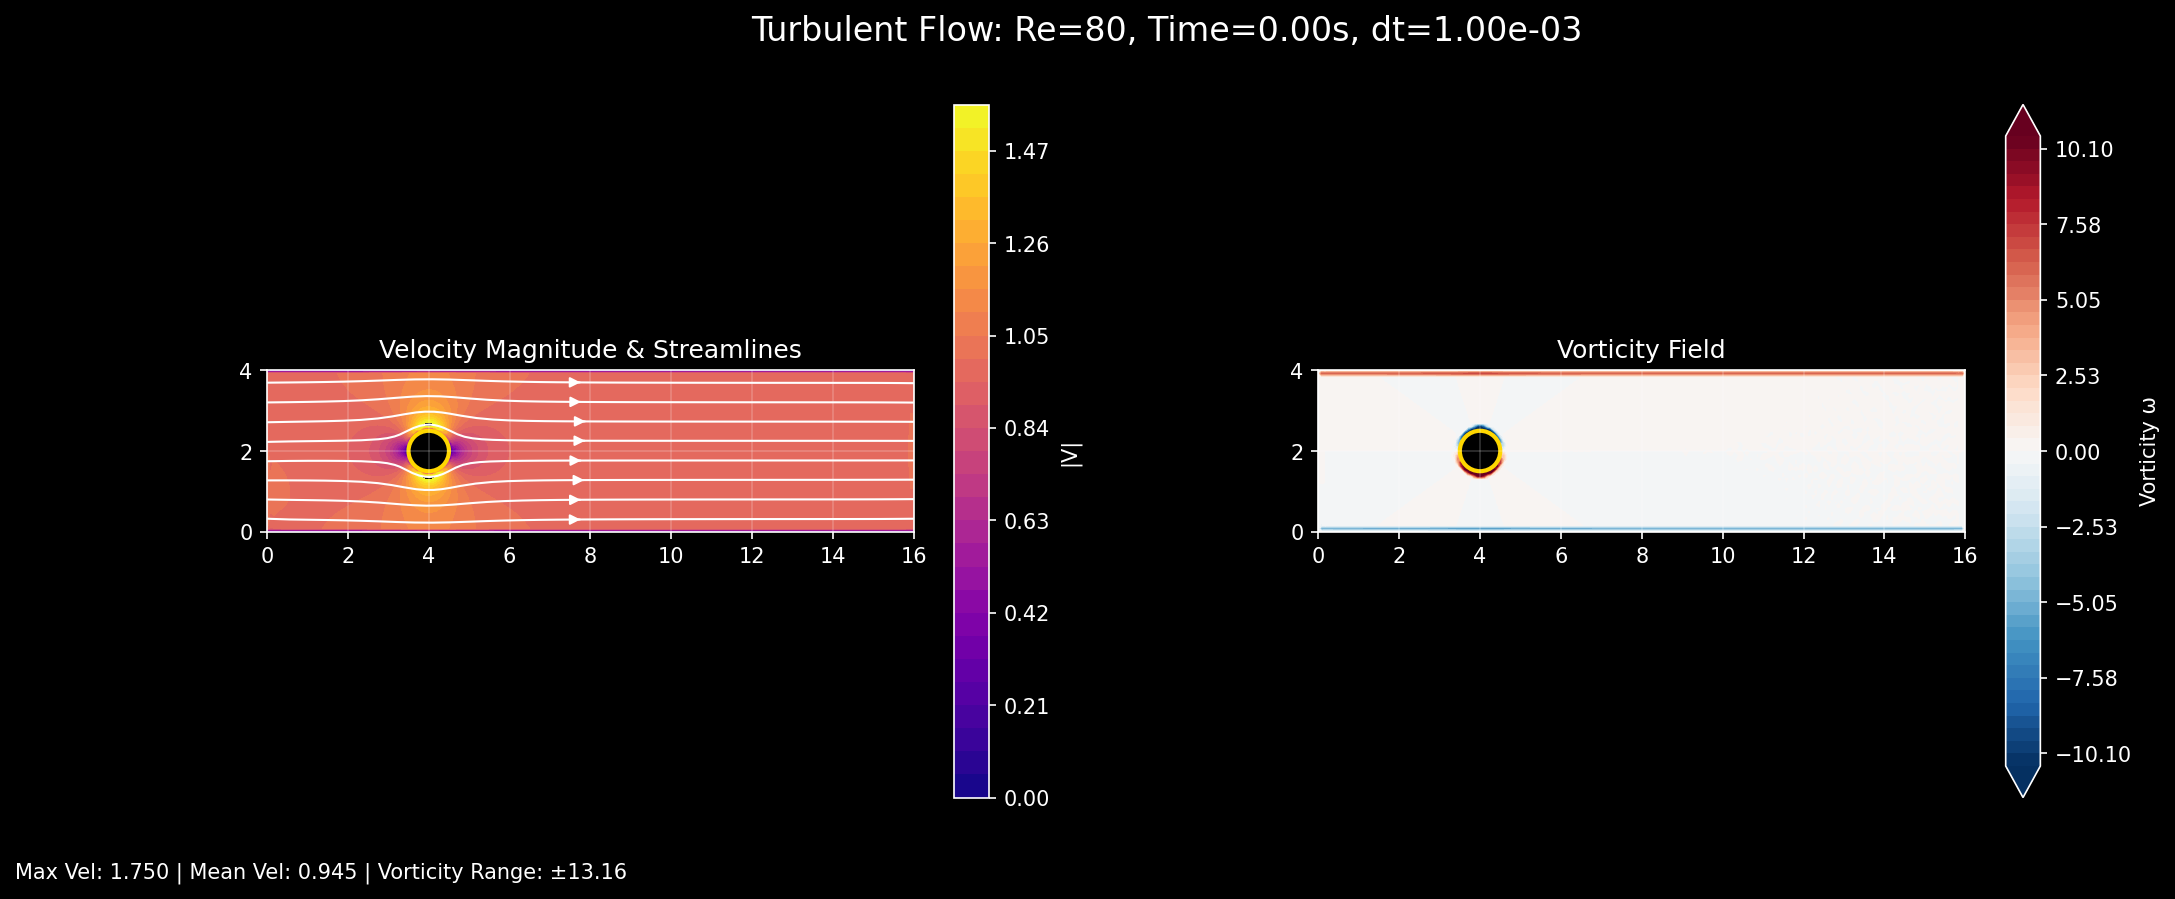 Turbulent Flow: Re=80, Time=0.00s, dt=1.00e-03
Velocity Magnitude & Streamlines
4
2
0
0 2 4 6 8 10 12 14 16
1.47
1.26
1.05
0.84
0.63
0.42
0.21
0.00
|V|
Vorticity Field
4
2
0
0 2 4 6 8 10 12 14 16
10.10
7.58
5.05
2.53
0.00
−2.53
−5.05
−7.58
−10.10
Vorticity ω
Max Vel: 1.750 | Mean Vel: 0.945 | Vorticity Range: ±13.16